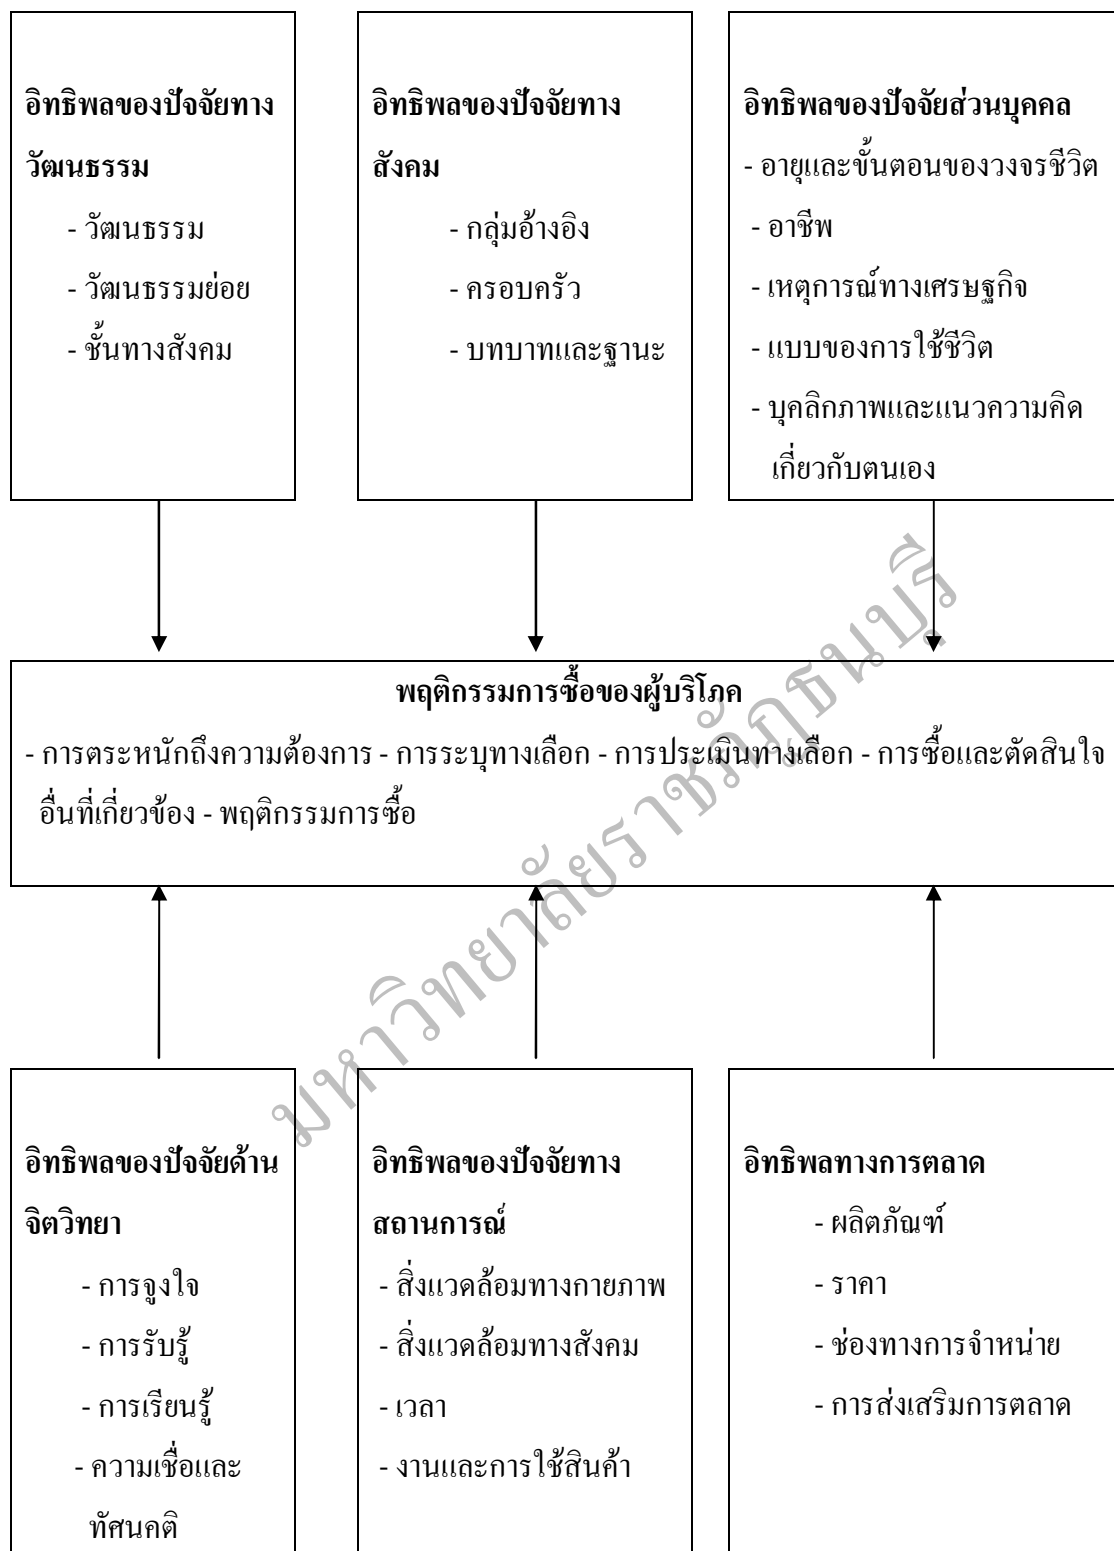 อิทธิพลของปัจจัยทาง
วัฒนธรรม
- วัฒนธรรม
- วัฒนธรรมย่อย
- ชั้นทางสังคม
อิทธิพลของปัจจัยทาง
สังคม
- กลุ่มอ้างอิง
- ครอบครัว
- บทบาทและฐานะ
อิทธิพลของปัจจัยส่วนบุคคล
- อายุและขั้นตอนของวงจรชีวิต
- อาชีพ
- เหตุการณ์ทางเศรษฐกิจ
- แบบของการใช้ชีวิต
- บุคลิกภาพและแนวความคิด
เกี่ยวกับตนเอง
พฤติกรรมการซื้อของผู้บริโภค
- การตระหนักถึงความต้องการ - การระบุทางเลือก - การประเมินทางเลือก - การซื้อและตัดสินใจ
อื่นที่เกี่ยวข้อง - พฤติกรรมการซื้อ
มหาวิทยาลัยราชภัฏธนบุรี
อิทธิพลของปัจจัยด้าน
จิตวิทยา
- การจูงใจ
- การรับรู้
- การเรียนรู้
- ความเชื่อและ
ทัศนคติ
อิทธิพลของปัจจัยทาง
สถานการณ์
- สิ่งแวดล้อมทางกายภาพ
- สิ่งแวดล้อมทางสังคม
- เวลา
- งานและการใช้สินค้า
อิทธิพลทางการตลาด
- ผลิตภัณฑ์
- ราคา
- ช่องทางการจำหน่าย
- การส่งเสริมการตลาด